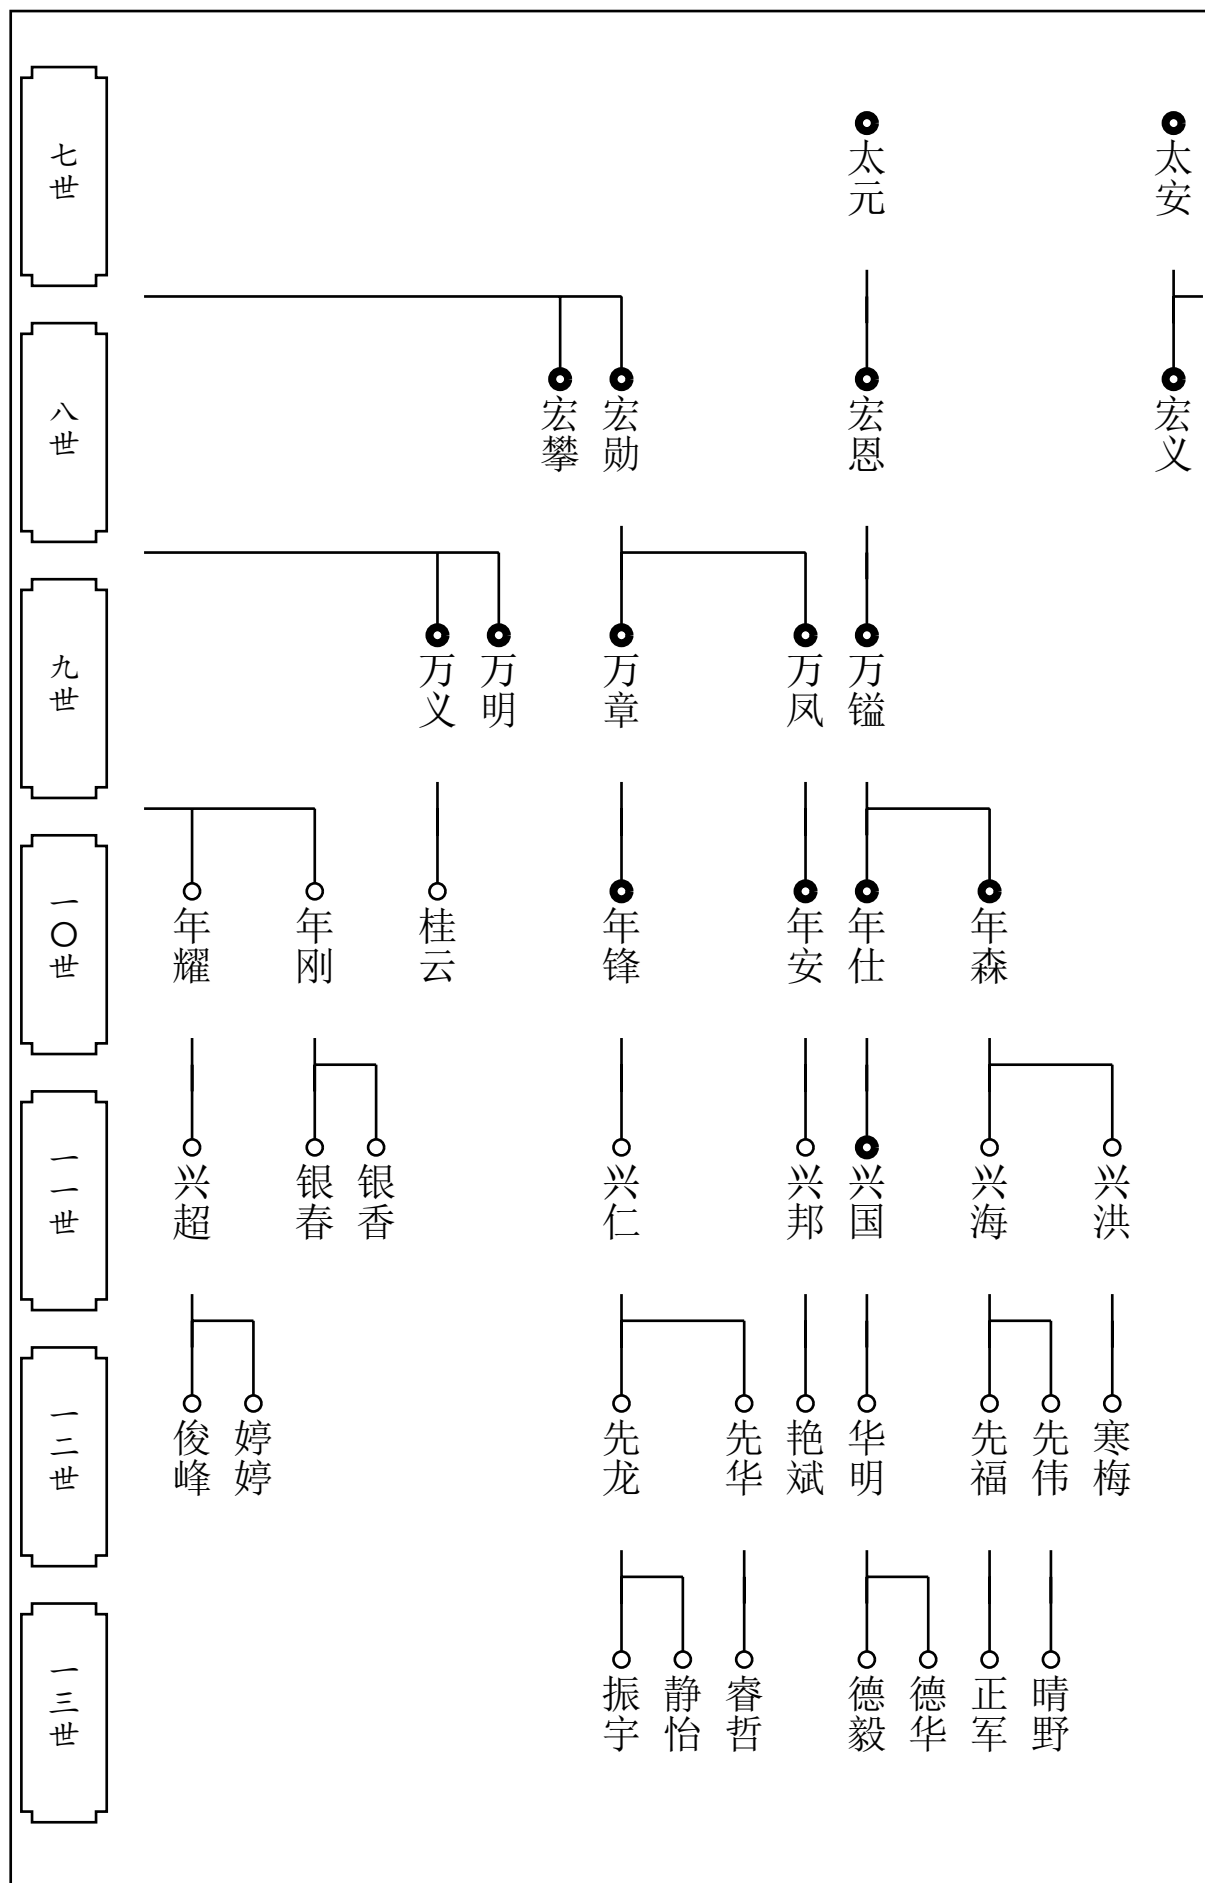 七世
太安
太元
八世
宏义
宏恩
宏勋
宏攀
九世
万镒
万凤
万章
万明
万义
一〇世
年森
年仕
年安
年锋
桂云
年刚
年耀
一一世
兴洪
兴海
兴国
兴邦
兴仁
银香
银春
兴超
一二世
寒梅
先伟
先福
华明
艳斌
先华
先龙
婷婷
俊峰
一三世
晴野
正军
德华
德毅
睿哲
静怡
振宇